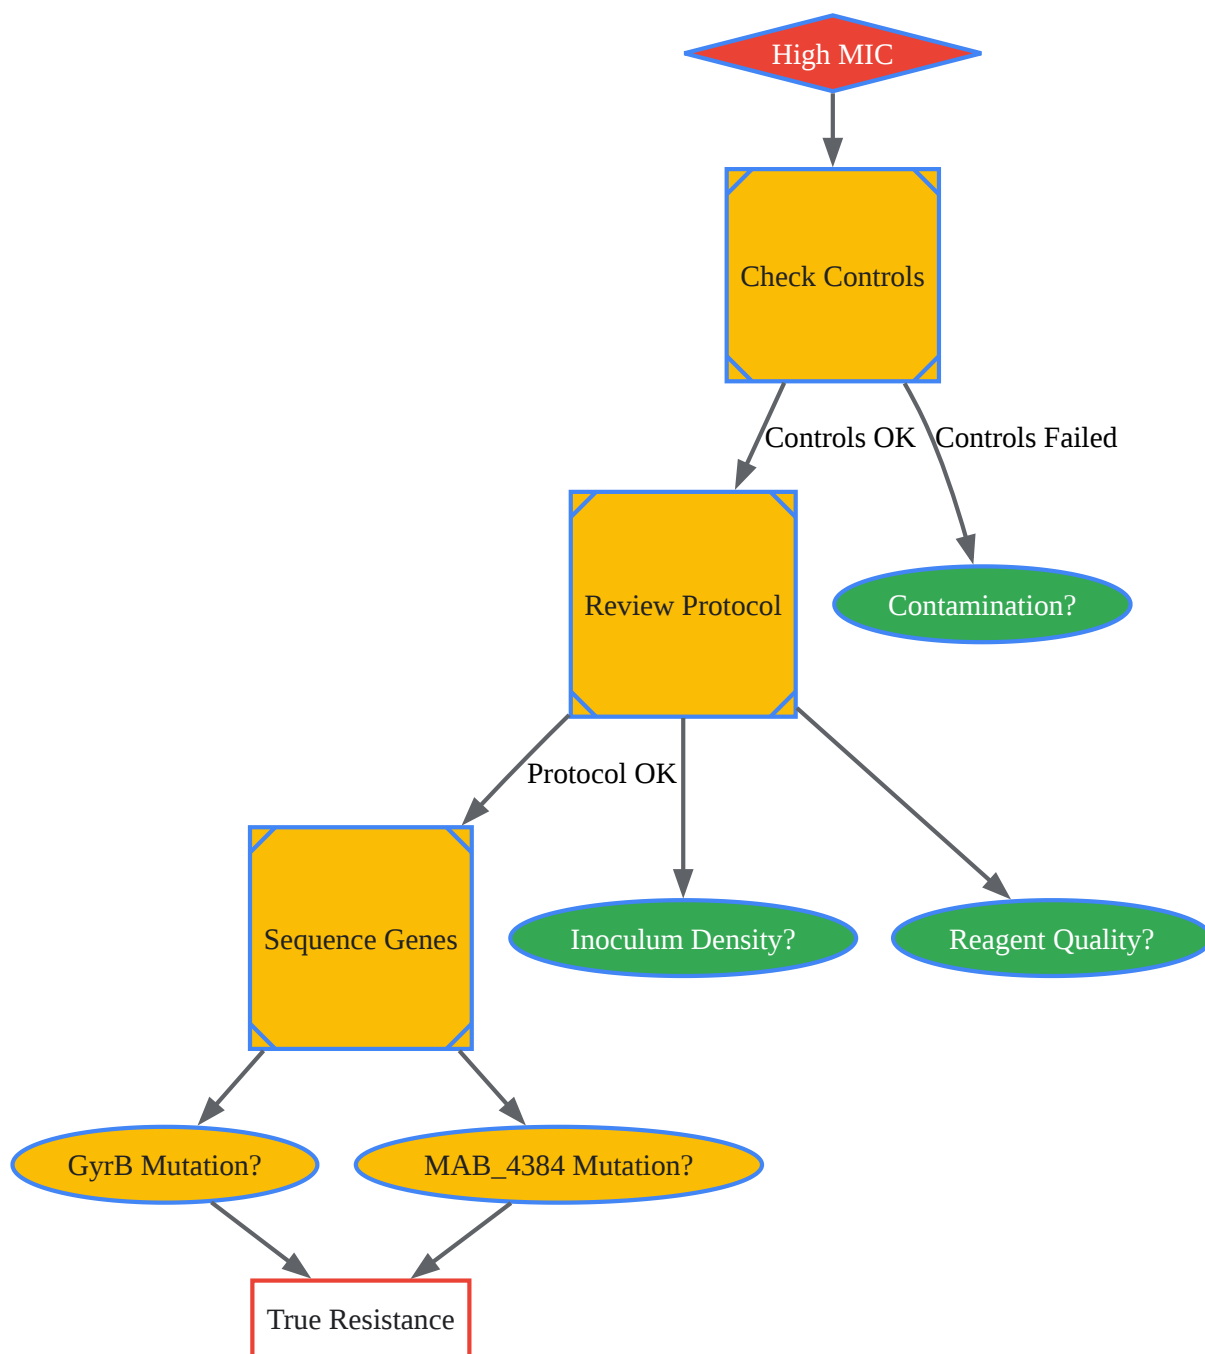 High MIC
Check Controls
Controls OK
Controls Failed
Review Protocol
Contamination?
Protocol OK
Sequence Genes
Inoculum Density?
Reagent Quality?
GyrB Mutation?
MAB_4384 Mutation?
True Resistance